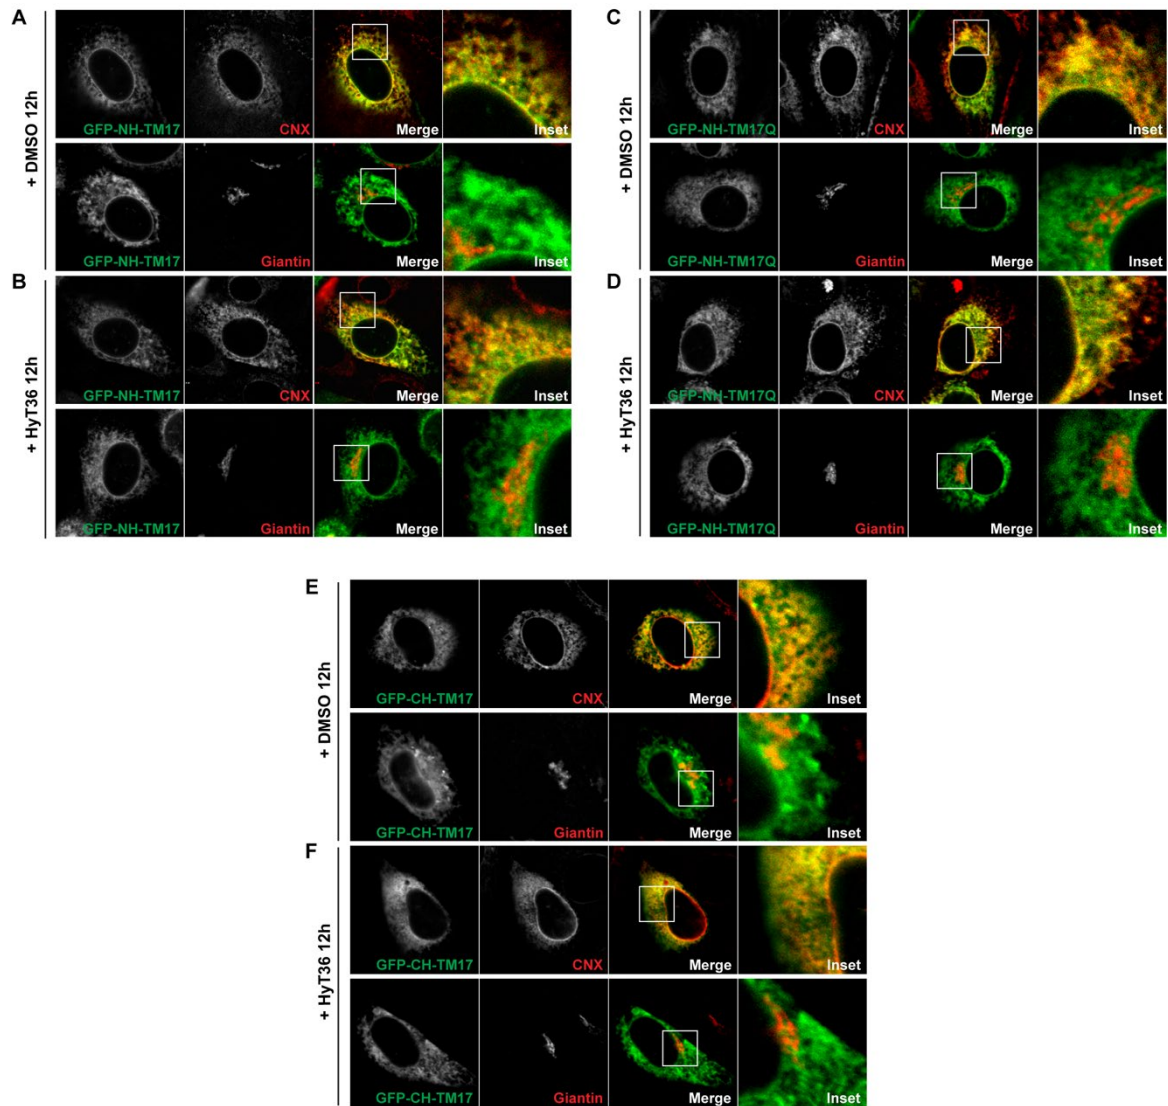 A
+ DMSO 12h
GFP-NH-TM17 CNX Merge Inset
GFP-NH-TM17 Giantin Merge Inset
B
+ HyT36 12h
GFP-NH-TM17 CNX Merge Inset
GFP-NH-TM17 Giantin Merge Inset
C
+ DMSO 12h
GFP-NH-TM17Q CNX Merge Inset
GFP-NH-TM17Q Giantin Merge Inset
D
+ HyT36 12h
GFP-NH-TM17Q CNX Merge Inset
GFP-NH-TM17Q Giantin Merge Inset
E
+ DMSO 12h
GFP-CH-TM17 CNX Merge Inset
GFP-CH-TM17 Giantin Merge Inset
F
+ HyT36 12h
GFP-CH-TM17 CNX Merge Inset
GFP-CH-TM17 Giantin Merge Inset